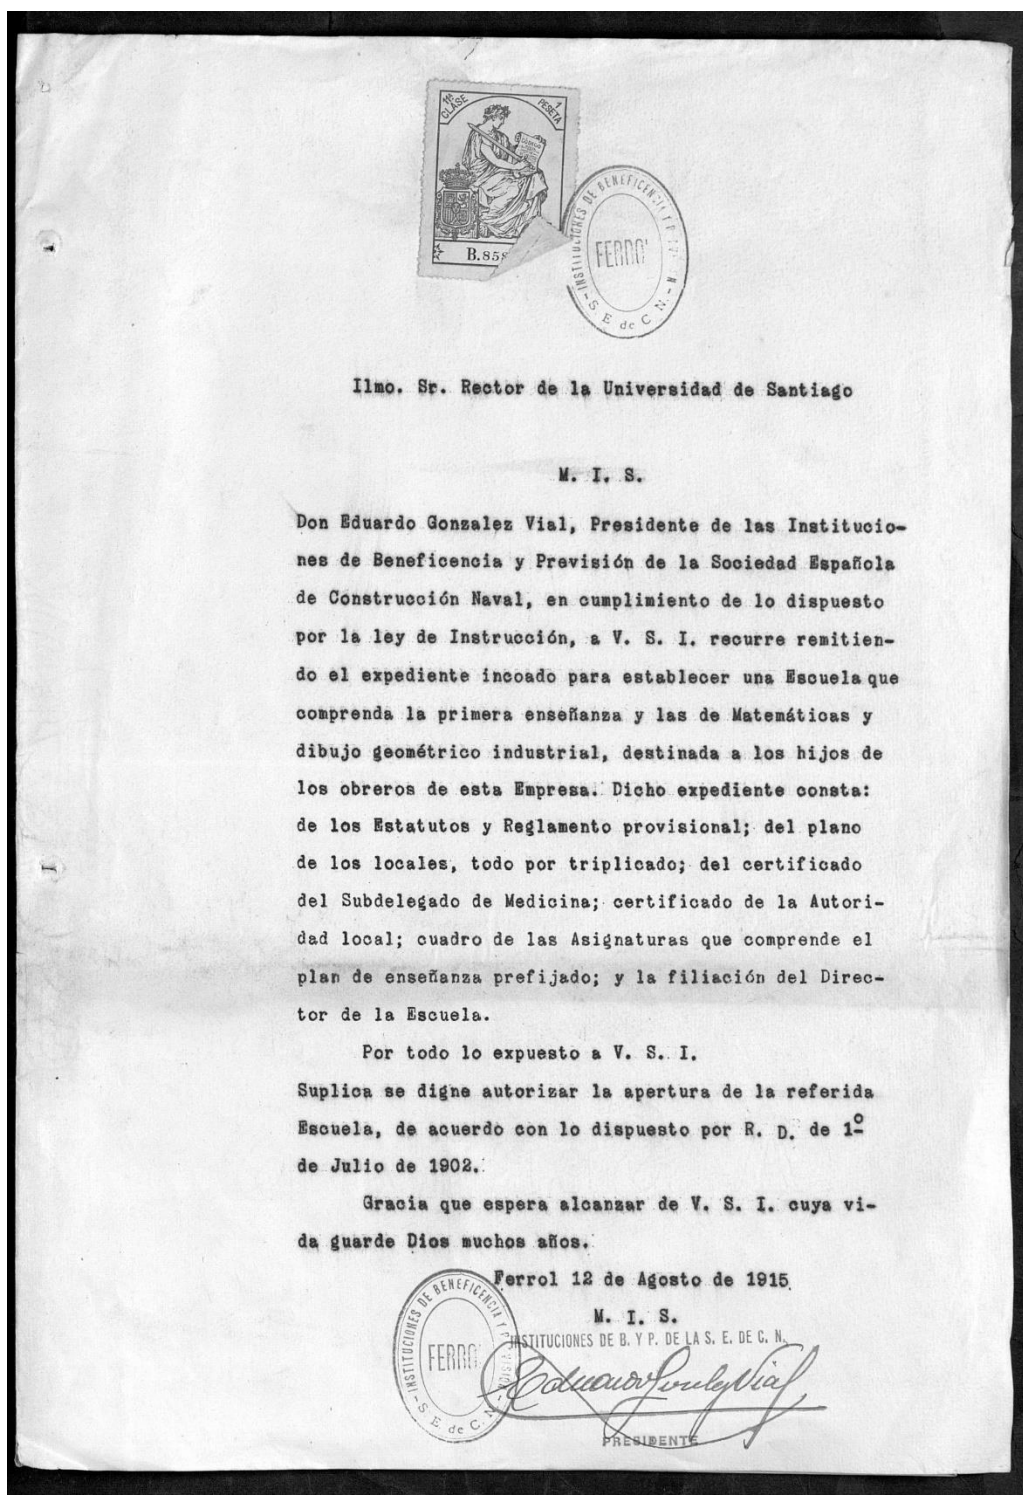 11ª CLASE 1 PESETA
B.858
INSTITUCIONES DE BENEFICENCIA Y
FERRO
S. E. de C. N.
Ilmo. Sr. Rector de la Universidad de Santiago
M. I. S.
Don Eduardo Gonzalez Vial, Presidente de las Institucio-
nes de Beneficencia y Previsión de la Sociedad Española
de Construcción Naval, en cumplimiento de lo dispuesto
por la ley de Instrucción, a V. S. I. recurre remitien-
do el expediente incoado para establecer una Escuela que
comprenda la primera enseñanza y las de Matemáticas y
dibujo geométrico industrial, destinada a los hijos de
los obreros de esta Empresa. Dicho expediente consta:
de los Estatutos y Reglamento provisional; del plano
de los locales, todo por triplicado; del certificado
del Subdelegado de Medicina; certificado de la Autori-
dad local; cuadro de las Asignaturas que comprende el
plan de enseñanza prefijado; y la filiación del Direc-
tor de la Escuela.
Por todo lo expuesto a V. S. I.
Suplica se digne autorizar la apertura de la referida
Escuela, de acuerdo con lo dispuesto por R. D. de 1º
de Julio de 1902.
Gracia que espera alcanzar de V. S. I. cuya vi-
da guarde Dios muchos años.
Ferrol 12 de Agosto de 1915.
M. I. S.
INSTITUCIONES DE B. Y P. DE LA S. E. DE C. N.
INSTITUCIONES DE BENEFICENCIA Y PREVISION
FERRO
S. E. de C. N.
Eduardo Gonlez Vial
PRESIDENTE